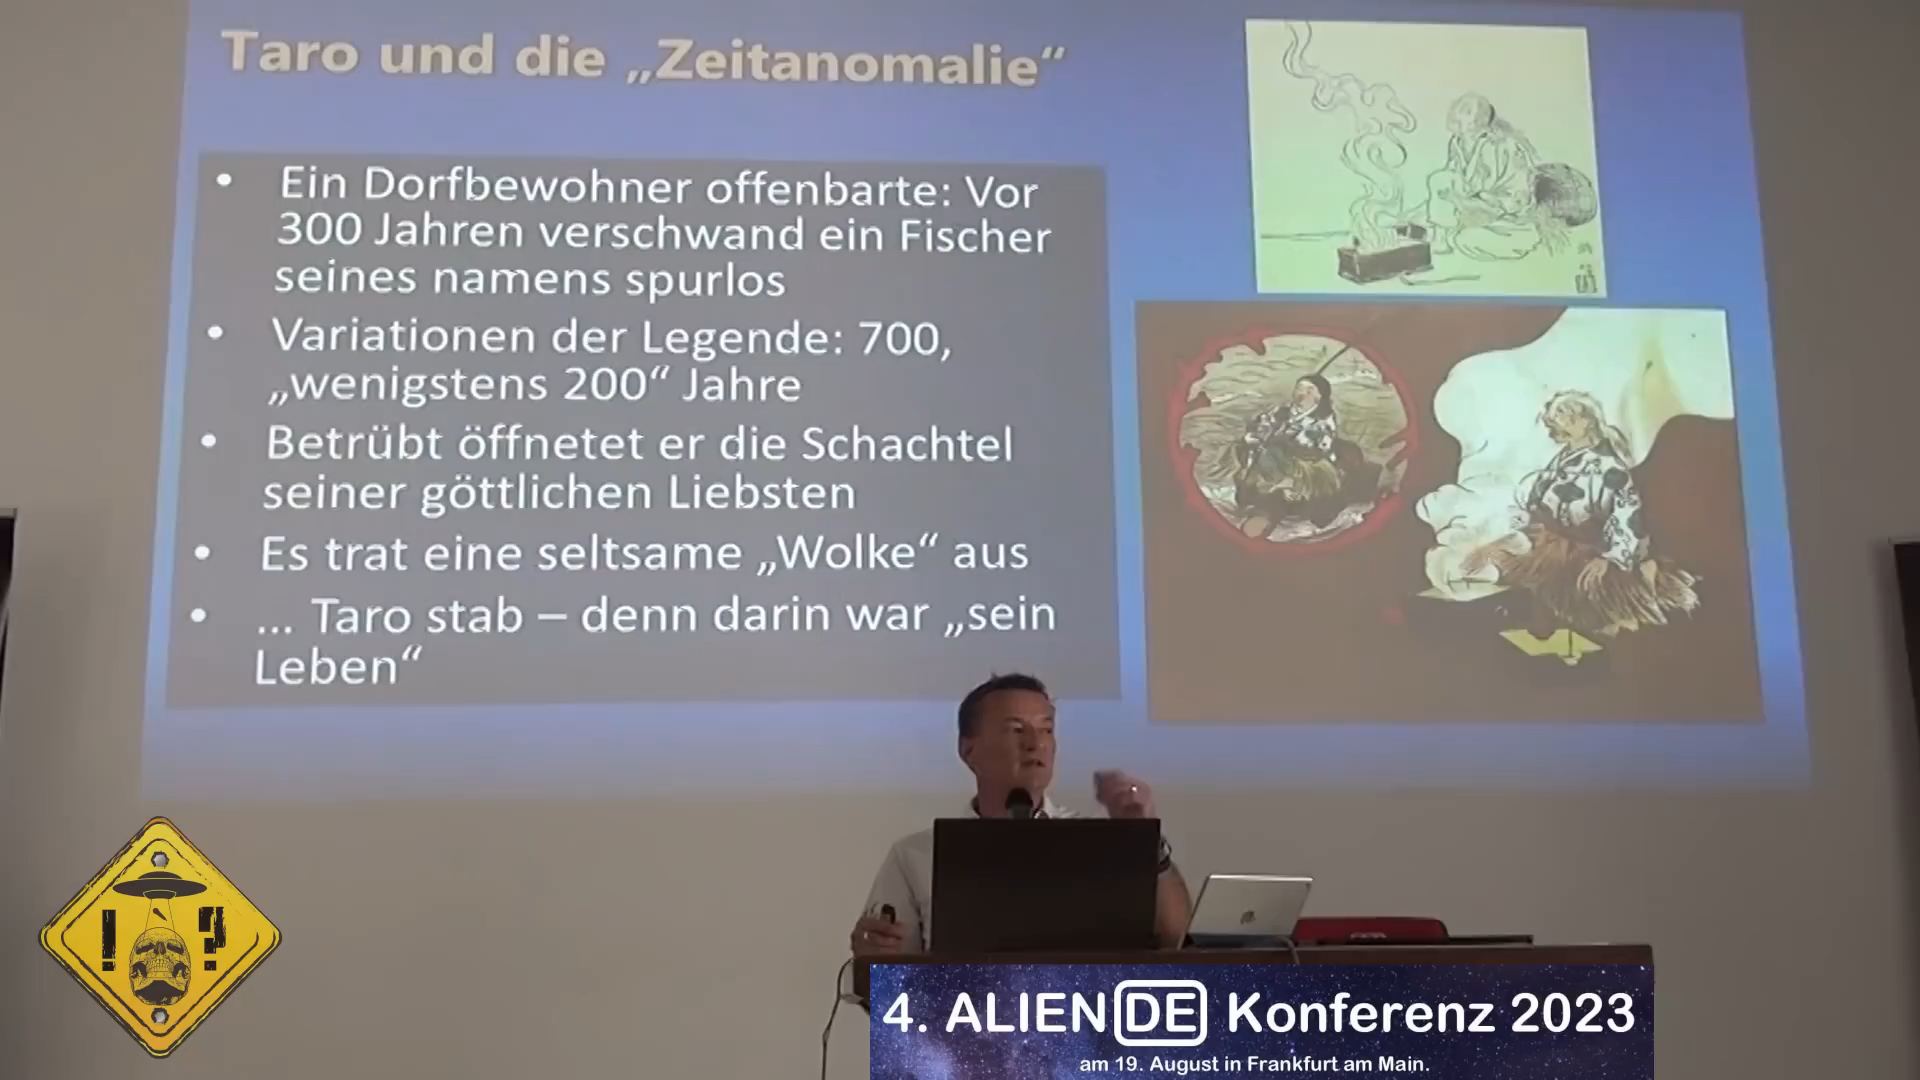 Taro und die „Zeitanomalie“
• Ein Dorfbewohner offenbarte: Vor
300 Jahren verschwand ein Fischer
seines namens spurlos
• Variationen der Legende: 700,
„wenigstens 200“ Jahre
• Betrübt öffnetet er die Schachtel
seiner göttlichen Liebsten
• Es trat eine seltsame „Wolke“ aus
• ... Taro stab – denn darin war „sein
Leben“
! ?
4. ALIEN DE Konferenz 2023
am 19. August in Frankfurt am Main.